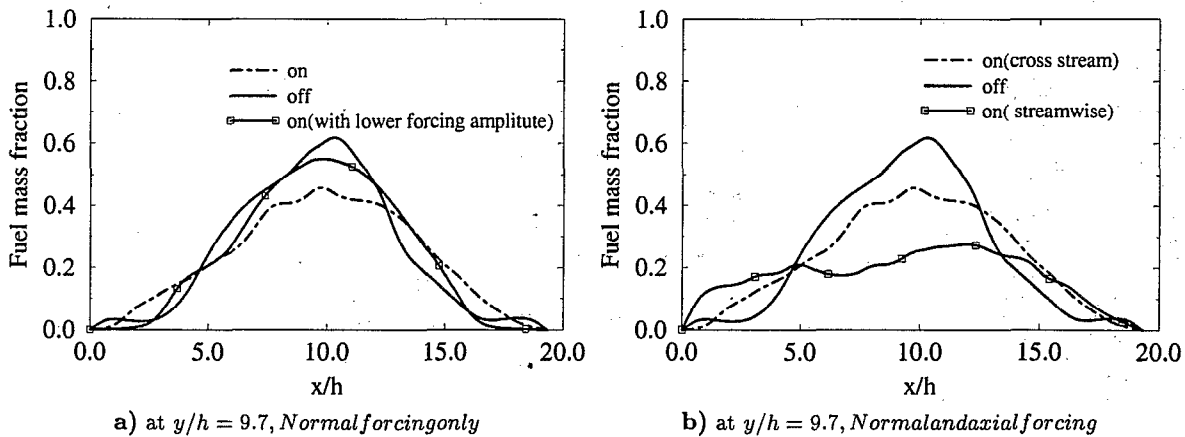 1.0
0.8
0.6
0.4
0.2
0.0
Fuel mass fraction
on
off
on(with lower forcing amplitute)
0.0 5.0 10.0 15.0 20.0
x/h
a) at y/h = 9.7, Normalforcingonly
1.0
0.8
0.6
0.4
0.2
0.0
Fuel mass fraction
on(cross stream)
off
on( streamwise)
0.0 5.0 10.0 15.0 20.0
x/h
b) at y/h = 9.7, Normalandaxialforcing